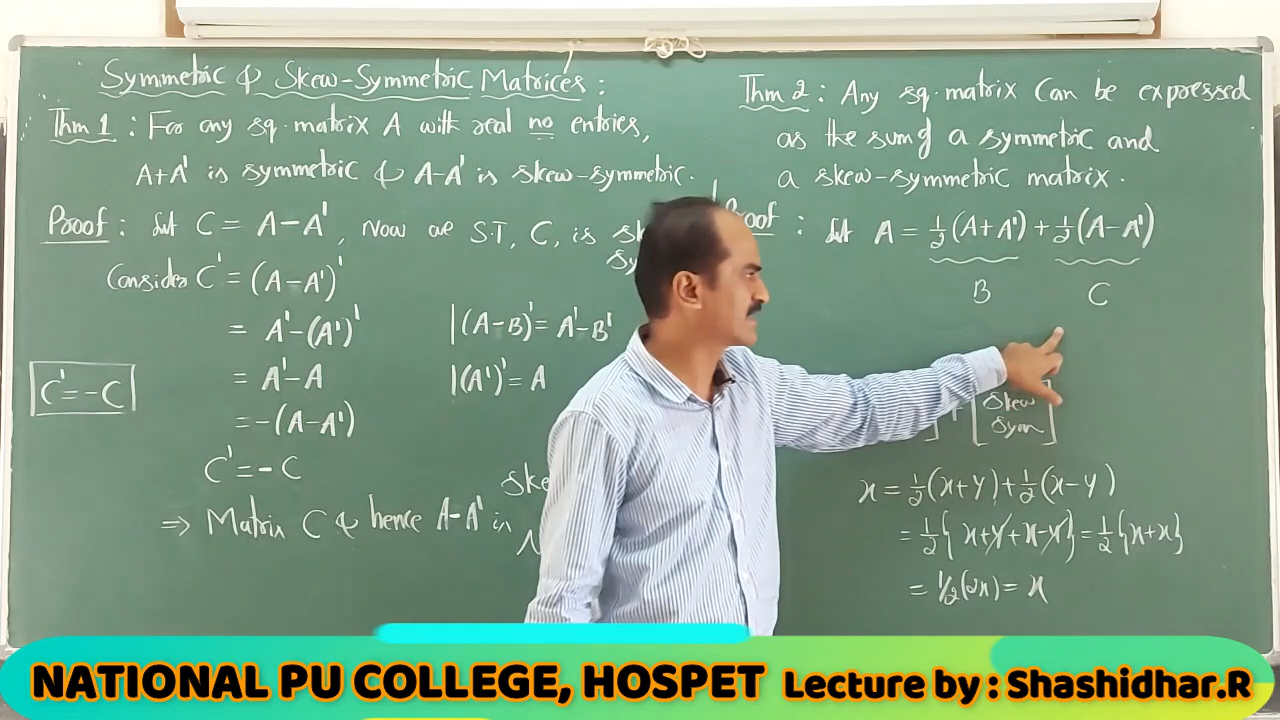 Symmetric & Skew-Symmetric Matrices:
Thm 1 : For any sq. matrix A with real no entries,
A+A' is symmetric & A-A' is skew-symmetric.
Proof : Let C = A-A', Now we S.T, C, is
Consider C' = (A-A')'
= A'-(A')' |(A-B)' = A'-B'
= A'-A |(A')' = A
= -(A-A')
C' = -C
C' = -C
⇒ Matrix C & hence A-A' is
Thm 2 : Any sq. matrix can be expressed
as the sum of a symmetric and
a skew-symmetric matrix.
Proof : Let A = 1/2(A+A') + 1/2(A-A')
B C
] + [Skew
Sym]
x = 1/2(x+y)+1/2(x-y)
= 1/2{x+y+x-y} = 1/2{x+x}
= 1/2(2x) = x
NATIONAL PU COLLEGE, HOSPET Lecture by : Shashidhar.R